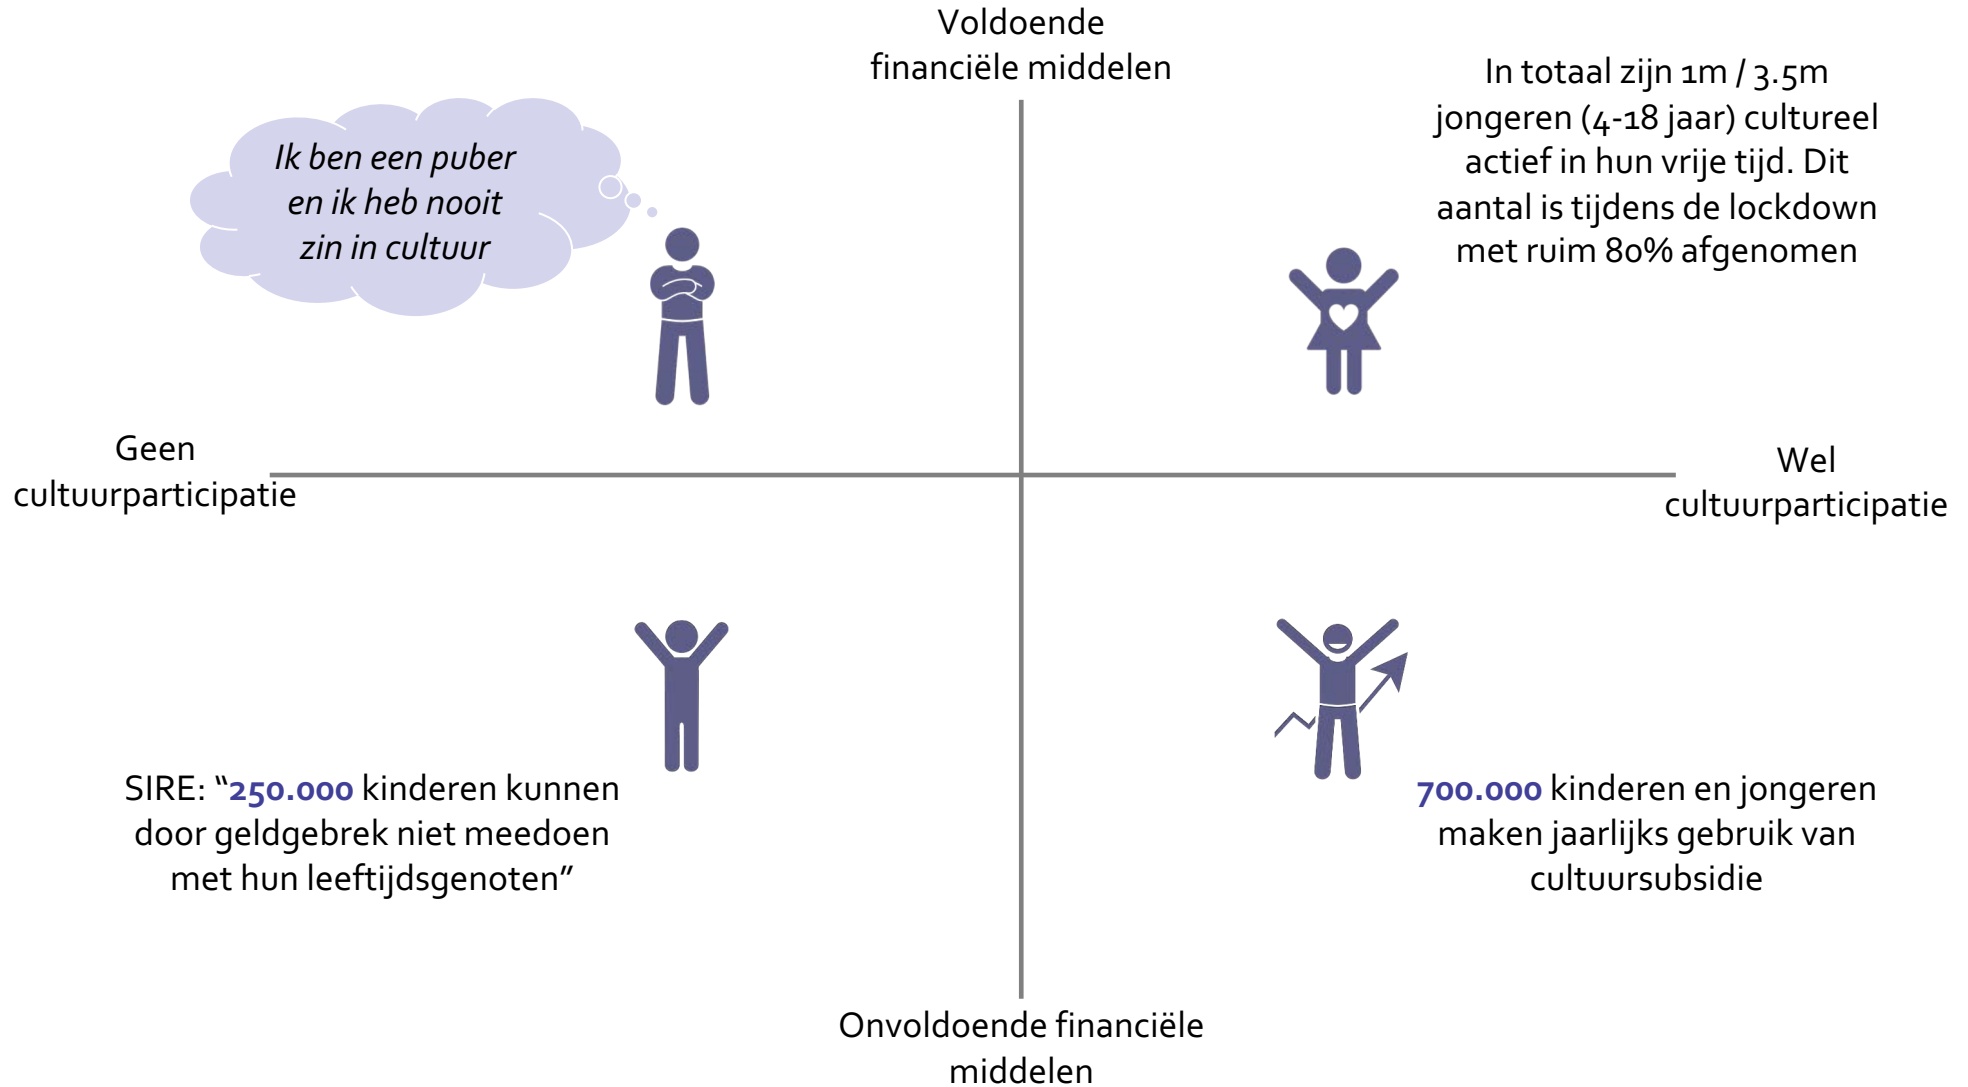 Voldoende
financiële middelen
In totaal zijn 1m / 3.5m
jongeren (4-18 jaar) cultureel
actief in hun vrije tijd. Dit
aantal is tijdens de lockdown
met ruim 80% afgenomen
Ik ben een puber
en ik heb nooit
zin in cultuur
Geen
cultuurparticipatie
Wel
cultuurparticipatie
SIRE: “250.000 kinderen kunnen
door geldgebrek niet meedoen
met hun leeftijdsgenoten”
700.000 kinderen en jongeren
maken jaarlijks gebruik van
cultuursubsidie
Onvoldoende financiële
middelen